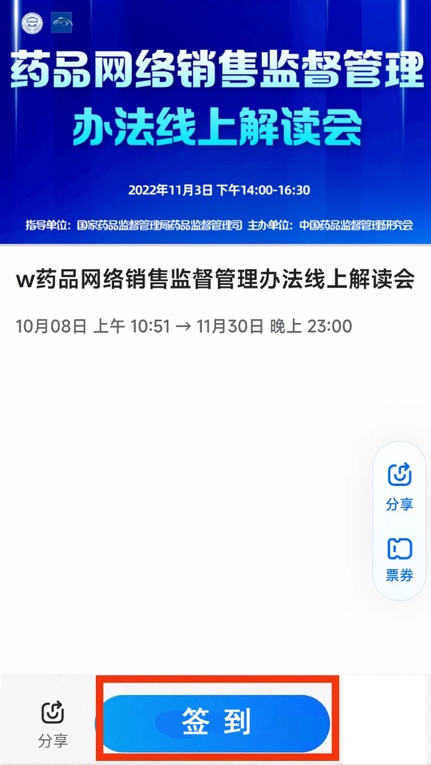 药品网络销售监督管理
办法线上解读会
2022年11月3日 下午14:00-16:30
指导单位：国家药品监督管理局药品监督管理司 主办单位：中国药品监督管理研究会
w药品网络销售监督管理办法线上解读会
10月08日 上午 10:51 → 11月30日 晚上 23:00
分享
票券
分享
签 到